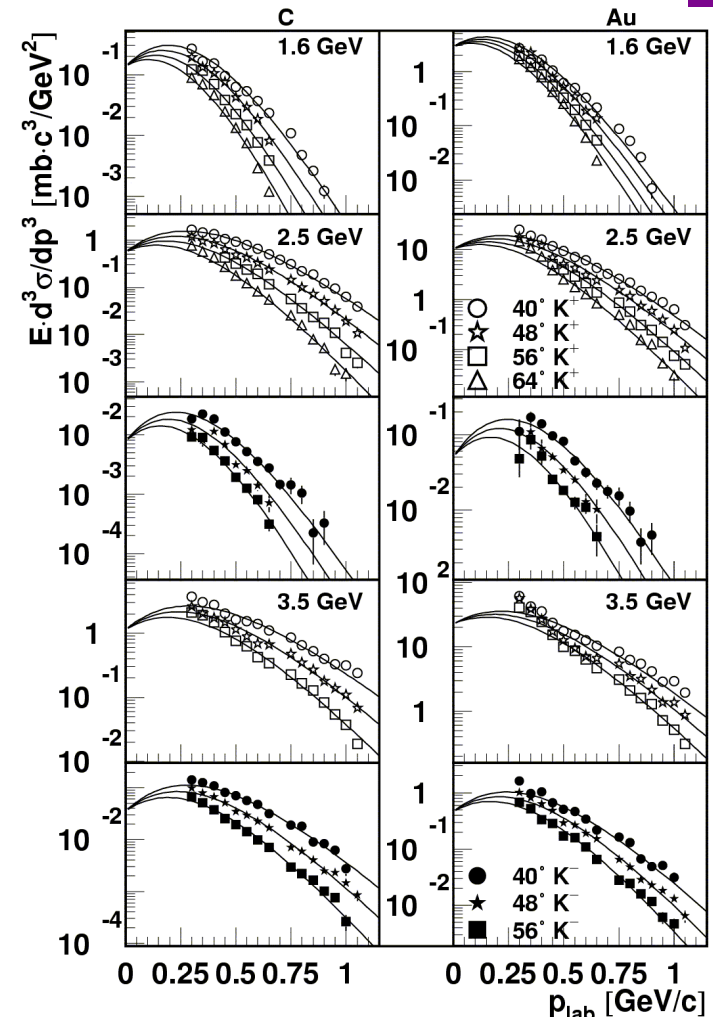 C Au
1.6 GeV 1.6 GeV
10 -1
10 -2
10 -3
1
10 -1
10 -2
E·d³σ/dp³ [mb·c³/GeV²]
2.5 GeV 2.5 GeV
1
10 -1
10 -2
10 -3
10
1
10 -1
40° K⁺
48° K⁺
56° K⁺
64° K⁺
10 -2
10 -3
10 -4
10 -1
10 -2
3.5 GeV 3.5 GeV
1
10 -1
10 -2
10 2
10
1
10 -2
10 -4
1
10 -1
10 -2
40° K⁻
48° K⁻
56° K⁻
0 0.25 0.5 0.75 1 0 0.25 0.5 0.75 1
p_lab [GeV/c]